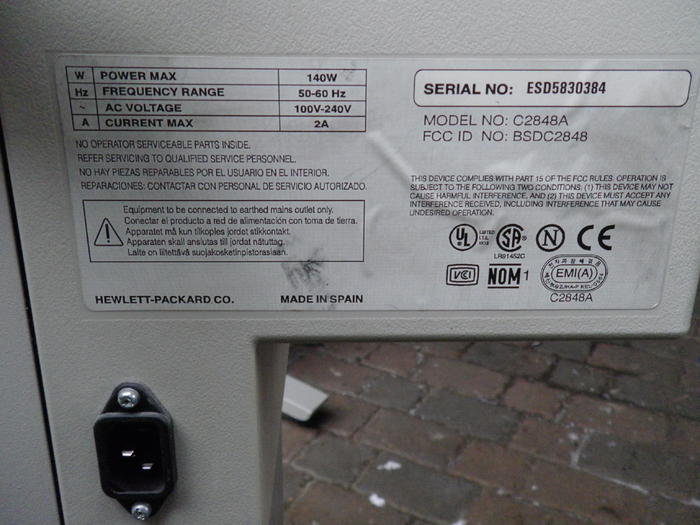 W POWER MAX 140W
Hz FREQUENCY RANGE 50-60 Hz
~ AC VOLTAGE 100V-240V
A CURRENT MAX 2A
NO OPERATOR SERVICEABLE PARTS INSIDE.
REFER SERVICING TO QUALIFIED SERVICE PERSONNEL.
NO HAY PIEZAS REPARABLES POR EL USUARIO EN EL INTERIOR.
REPARACIONES: CONTACTAR CON PERSONAL DE SERVICIO AUTORIZADO.
Equipment to be connected to earthed mains outlet only.
Conectar el producto a red de alimentación con toma de tierra.
Apparatet må kun tilkoples jordet stikkontakt.
Apparaten skall anslutas till jordat nätuttag.
Laite on liitettävä suojakosketinpistorasiaan.
HEWLETT-PACKARD CO. MADE IN SPAIN
SERIAL NO: ESD5830384
MODEL NO: C2848A
FCC ID NO: BSDC2848
THIS DEVICE COMPLIES WITH PART 15 OF THE FCC RULES. OPERATION IS
SUBJECT TO THE FOLLOWING TWO CONDITIONS: (1) THIS DEVICE MAY NOT
CAUSE HARMFUL INTERFERENCE, AND (2) THIS DEVICE MUST ACCEPT ANY
INTERFERENCE RECEIVED, INCLUDING INTERFERENCE THAT MAY CAUSE
UNDESIRED OPERATION.
UL LISTED SA N CE
LR91452C
VCI NOM 1 EMI(A)
C2848A